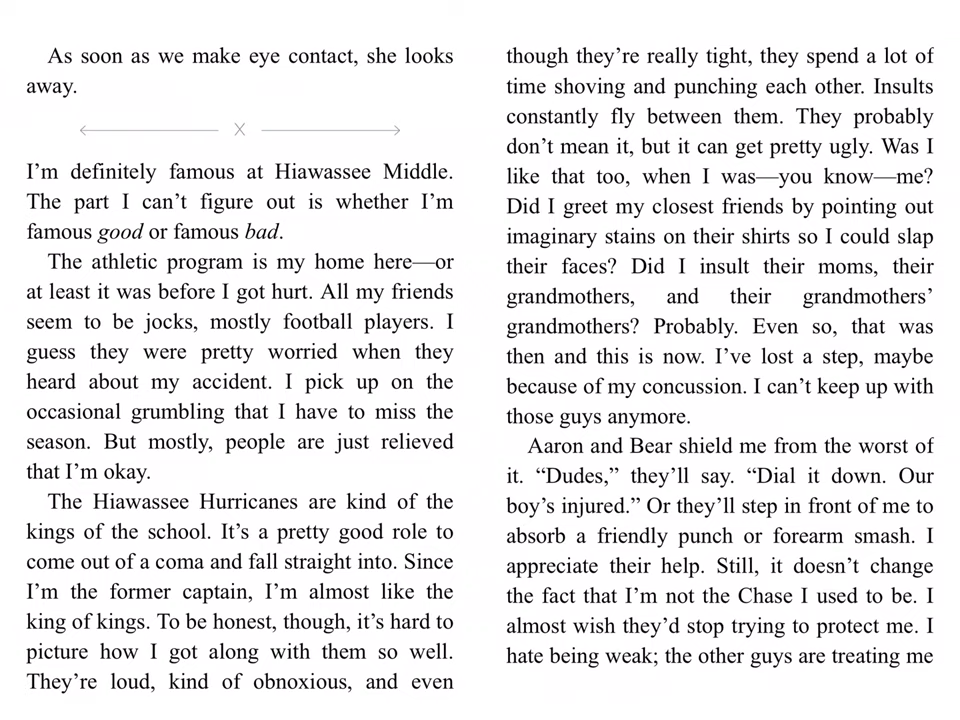 As soon as we make eye contact, she looks
away.
X
I’m definitely famous at Hiawassee Middle.
The part I can’t figure out is whether I’m
famous good or famous bad.
The athletic program is my home here—or
at least it was before I got hurt. All my friends
seem to be jocks, mostly football players. I
guess they were pretty worried when they
heard about my accident. I pick up on the
occasional grumbling that I have to miss the
season. But mostly, people are just relieved
that I’m okay.
The Hiawassee Hurricanes are kind of the
kings of the school. It’s a pretty good role to
come out of a coma and fall straight into. Since
I’m the former captain, I’m almost like the
king of kings. To be honest, though, it’s hard to
picture how I got along with them so well.
They’re loud, kind of obnoxious, and even
though they’re really tight, they spend a lot of
time shoving and punching each other. Insults
constantly fly between them. They probably
don’t mean it, but it can get pretty ugly. Was I
like that too, when I was—you know—me?
Did I greet my closest friends by pointing out
imaginary stains on their shirts so I could slap
their faces? Did I insult their moms, their
grandmothers, and their grandmothers’
grandmothers? Probably. Even so, that was
then and this is now. I’ve lost a step, maybe
because of my concussion. I can’t keep up with
those guys anymore.
Aaron and Bear shield me from the worst of
it. “Dudes,” they’ll say. “Dial it down. Our
boy’s injured.” Or they’ll step in front of me to
absorb a friendly punch or forearm smash. I
appreciate their help. Still, it doesn’t change
the fact that I’m not the Chase I used to be. I
almost wish they’d stop trying to protect me. I
hate being weak; the other guys are treating me